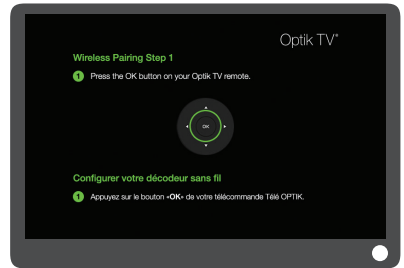 Optik TV*
Wireless Pairing Step 1
1 Press the OK button on your Optik TV remote.
OK
Configurer votre décodeur sans fil
1 Appuyez sur le bouton «OK» de votre télécommande Télé OPTIK.